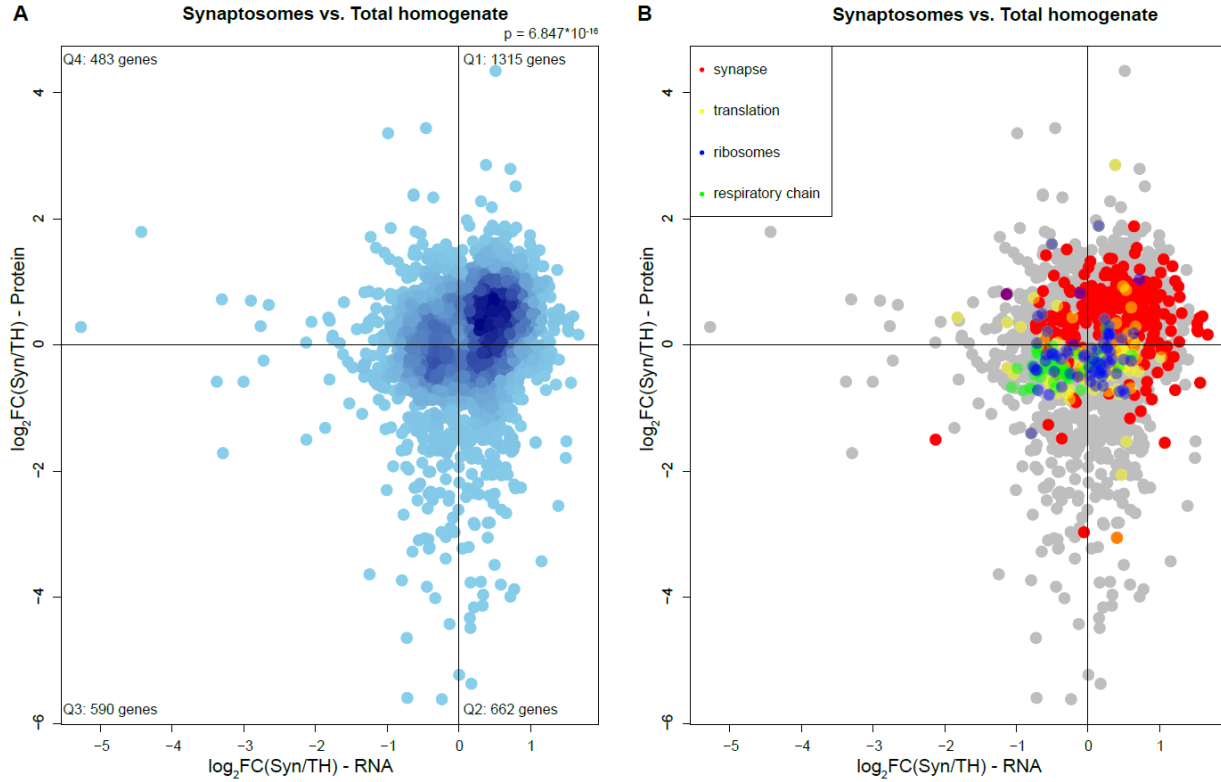 A
Synaptosomes vs. Total homogenate
p = 6.847*10⁻¹⁶
Q4: 483 genes
Q1: 1315 genes
4
2
0
−2
−4
−6
log₂FC(Syn/TH) - Protein
Q3: 590 genes
Q2: 662 genes
−5 −4 −3 −2 −1 0 1
log₂FC(Syn/TH) - RNA
B
Synaptosomes vs. Total homogenate
synapse
translation
ribosomes
respiratory chain
4
2
0
−2
−4
−6
log₂FC(Syn/TH) - Protein
−5 −4 −3 −2 −1 0 1
log₂FC(Syn/TH) - RNA